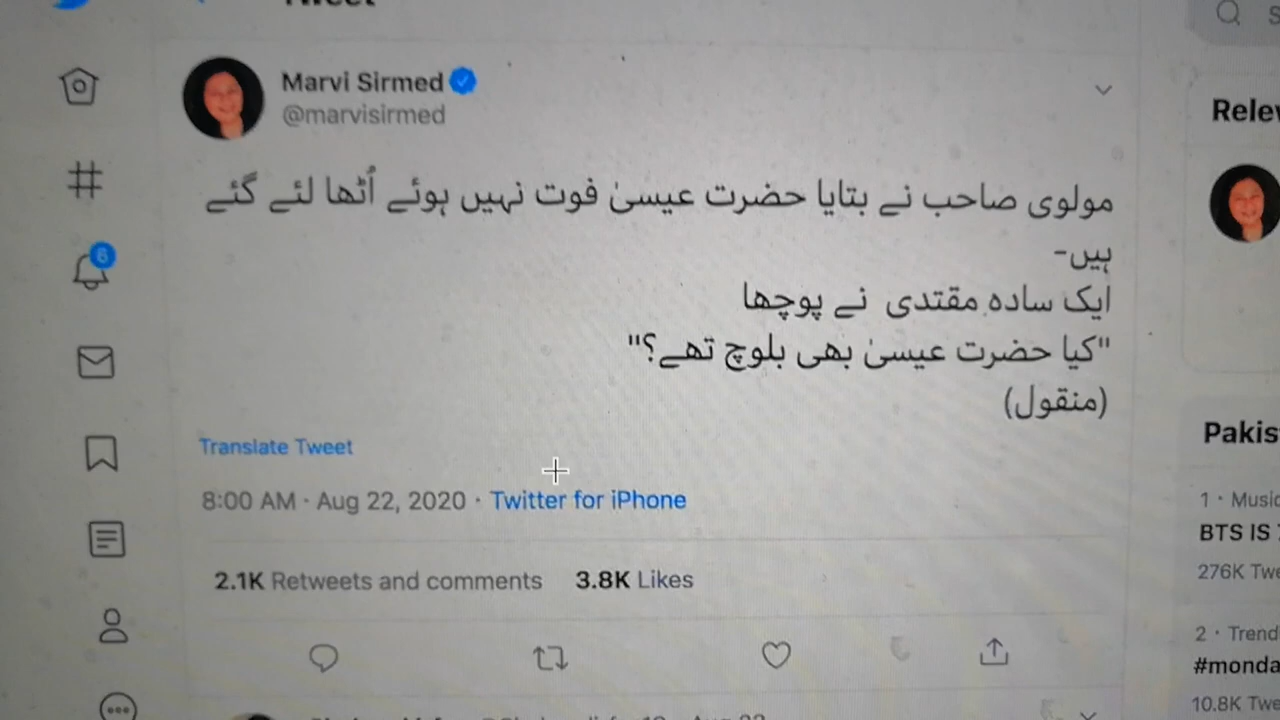 Marvi Sirmed
@marvisirmed
مولوی صاحب نے بتایا حضرت عیسیٰ فوت نہیں ہوئے اُٹھا لئے گئے
ہیں-
ایک سادہ مقتدی نے پوچھا
"کیا حضرت عیسیٰ بھی بلوچ تھے؟"
(منقول)
Translate Tweet
8:00 AM · Aug 22, 2020 · Twitter for iPhone
2.1K Retweets and comments 3.8K Likes
6
Relev
Pakis
1 · Music
BTS IS
276K Twe
2 · Trend
#monda
10.8K Twe